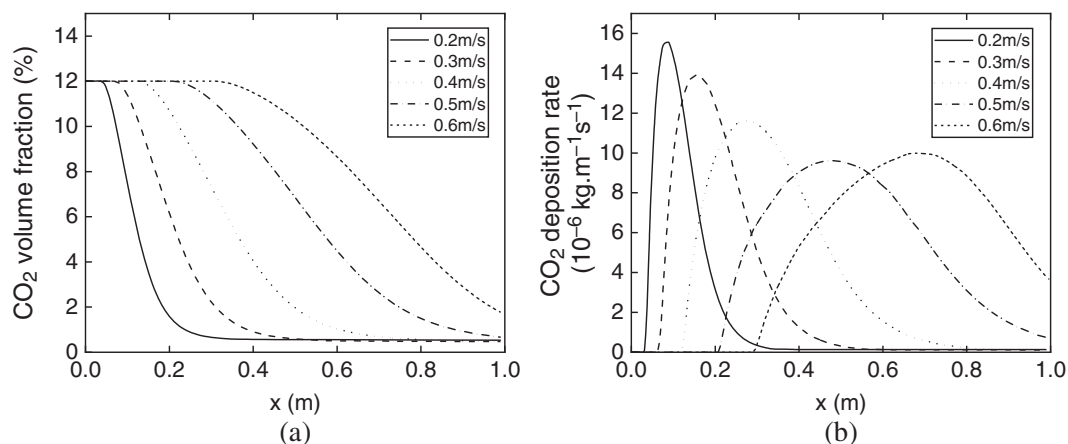 14
12
10
8
6
4
2
0
CO2 volume fraction (%)
0.2m/s
0.3m/s
0.4m/s
0.5m/s
0.6m/s
0.0 0.2 0.4 0.6 0.8 1.0
x (m)
(a)
16
14
12
10
8
6
4
2
0
CO2 deposition rate
(10–6 kg.m–1s–1)
0.2m/s
0.3m/s
0.4m/s
0.5m/s
0.6m/s
0.0 0.2 0.4 0.6 0.8 1.0
x (m)
(b)